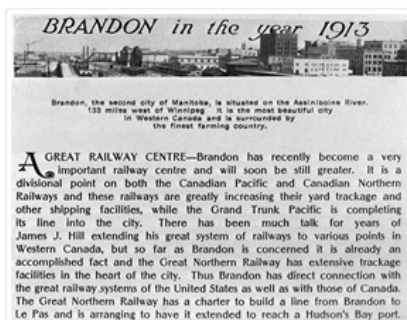 BRANDON in the year 1913
Brandon, the second city of Manitoba, is situated on the Assiniboine River,
133 miles west of Winnipeg It is the most beautiful city
in Western Canada and is surrounded by
the finest farming country.
A GREAT RAILWAY CENTRE—Brandon has recently become a very
important railway centre and will soon be still greater. It is a
divisional point on both the Canadian Pacific and Canadian Northern
Railways and these railways are greatly increasing their yard trackage and
other shipping facilities, while the Grand Trunk Pacific is completing
its line into the city. There has been much talk for years of
James J. Hill extending his great system of railways to various points in
Western Canada, but so far as Brandon is concerned it is already an
accomplished fact and the Great Northern Railway has extensive trackage
facilities in the heart of the city. Thus Brandon has direct connection with
the great railway systems of the United States as well as with those of Canada.
The Great Northern Railway has a charter to build a line from Brandon to
Le Pas and is arranging to have it extended to reach a Hudson's Bay port.